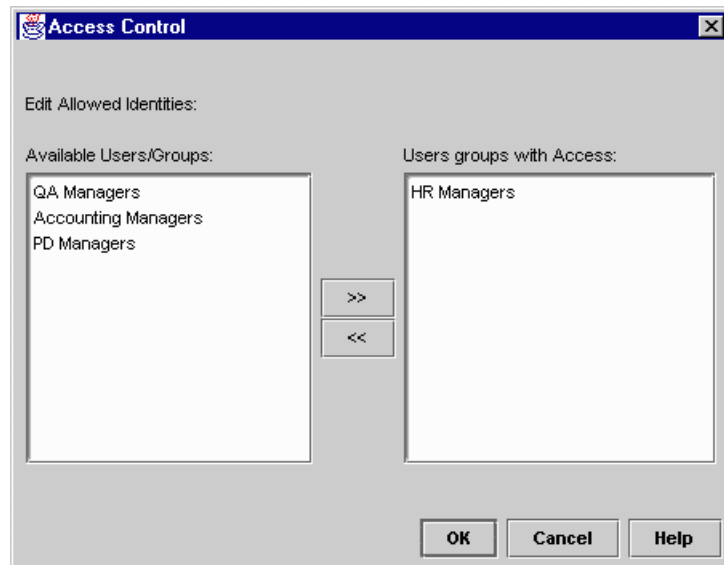 Access Control
Edit Allowed Identities:
Available Users/Groups:
QA Managers
Accounting Managers
PD Managers
>>
<<
Users groups with Access:
HR Managers
OK
Cancel
Help